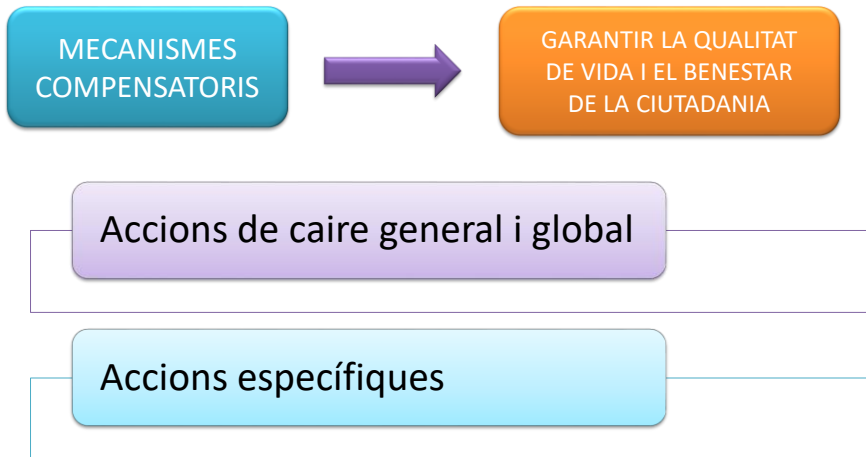 MECANISMES
COMPENSATORIS
GARANTIR LA QUALITAT
DE VIDA I EL BENESTAR
DE LA CIUTADANIA
Accions de caire general i global
Accions específiques